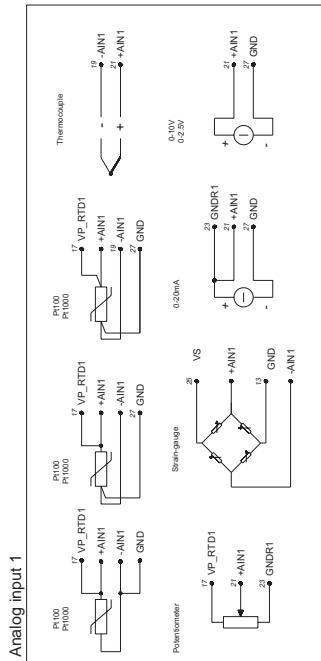 Analog input 1
Pt100
Pt1000
17 VP_RTD1
+AIN1
-AIN1
GND
Pt100
Pt1000
17 VP_RTD1
+AIN1
-AIN1
27 GND
Pt100
Pt1000
17 VP_RTD1
+AIN1
19 -AIN1
27 GND
Thermocouple
- 19 -AIN1
+ 21 +AIN1
Potentiometer
17 VP_RTD1
21 +AIN1
23 GNDR1
Strain-gauge
25 VS
+AIN1
13 GND
-AIN1
0-20mA
23 GNDR1
+ 21 +AIN1
- 27 GND
0-10V
0-2.5V
+ 21 +AIN1
- 27 GND